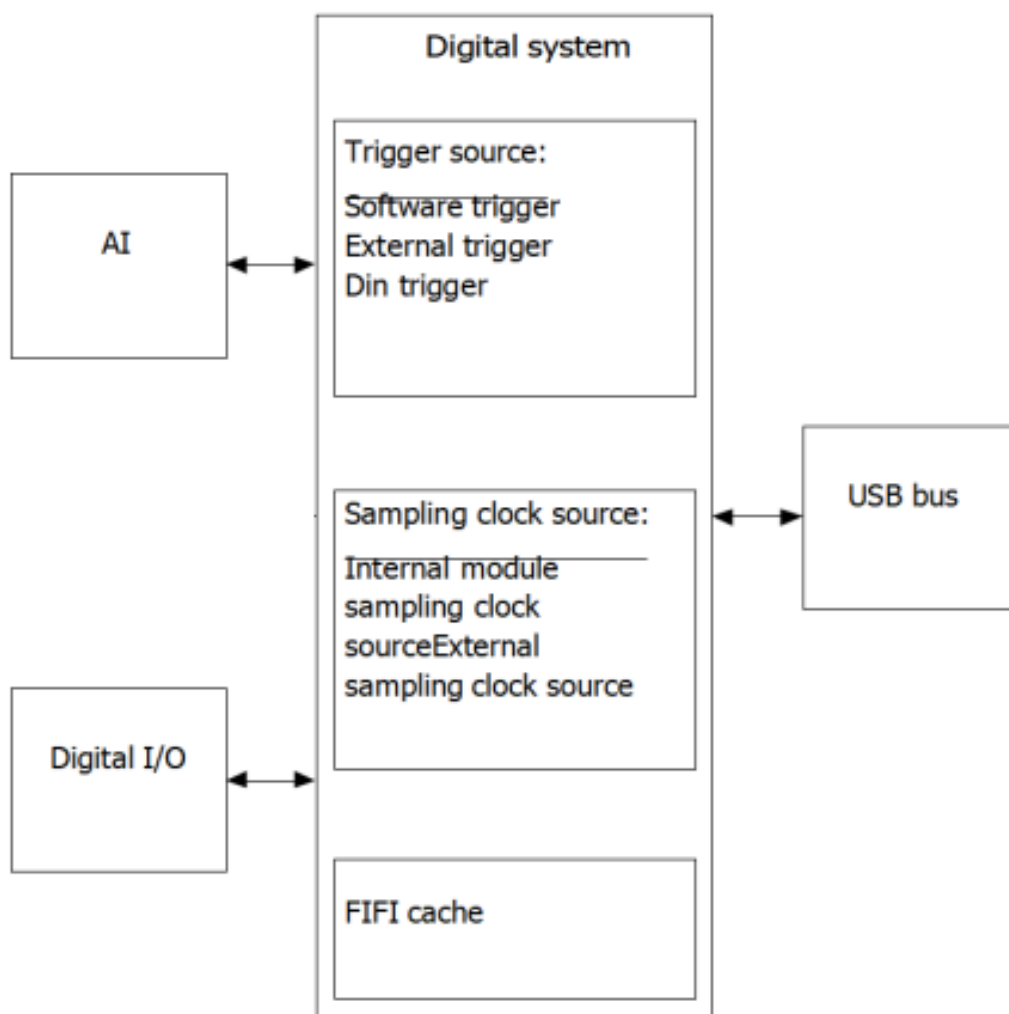 Digital system
Trigger source:
Software trigger
External trigger
Din trigger
AI
USB bus
Sampling clock source:
Internal module
sampling clock
sourceExternal
sampling clock source
Digital I/O
FIFI cache